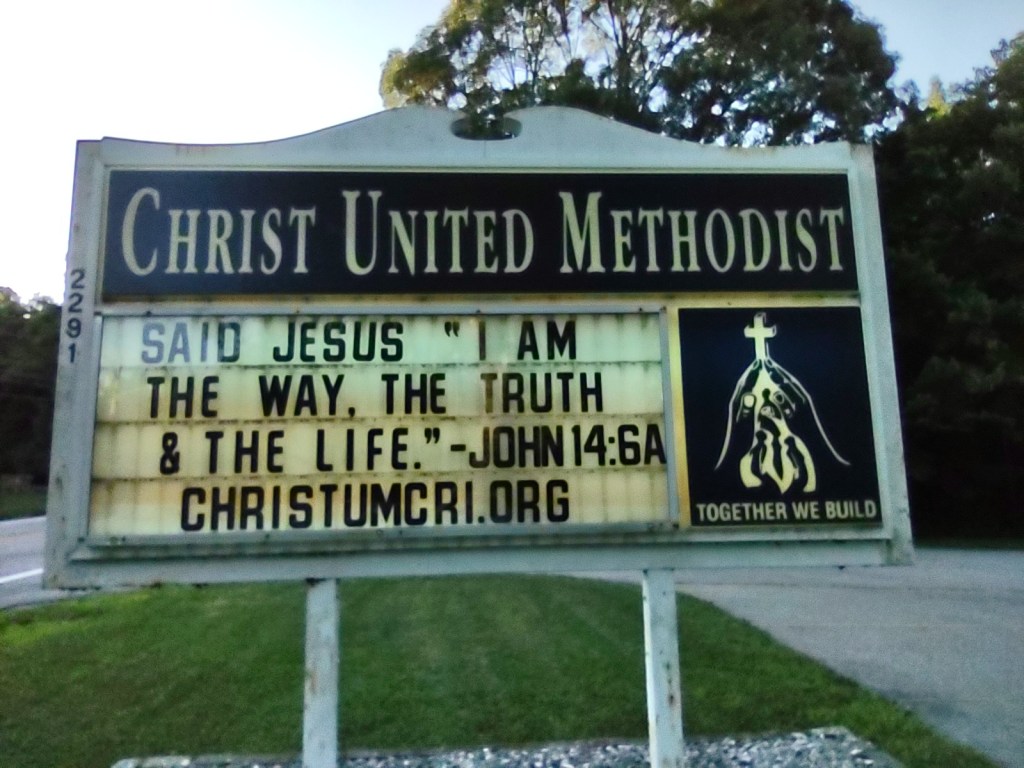 CHRIST UNITED METHODIST
2291
SAID JESUS “I AM
THE WAY, THE TRUTH
& THE LIFE.”-JOHN 14:6A
CHRISTUMCRI.ORG
TOGETHER WE BUILD